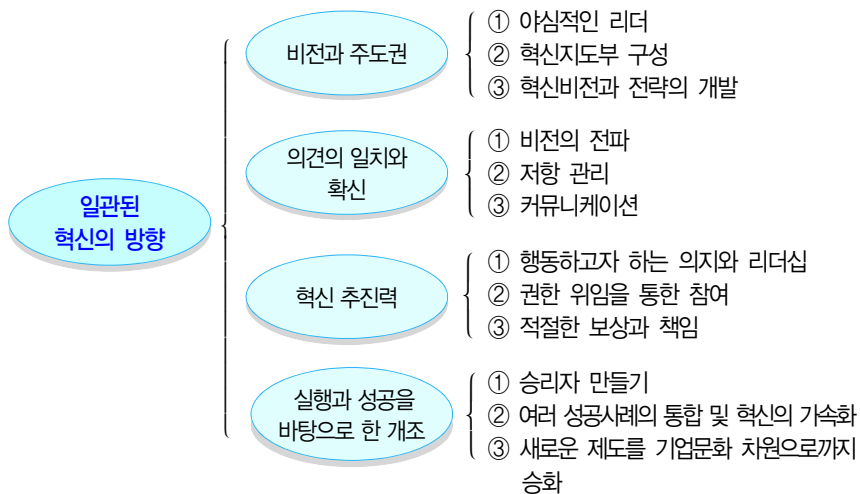 일관된
혁신의 방향
비전과 주도권
① 야심적인 리더
② 혁신지도부 구성
③ 혁신비전과 전략의 개발
의견의 일치와
확신
① 비전의 전파
② 저항 관리
③ 커뮤니케이션
혁신 추진력
① 행동하고자 하는 의지와 리더십
② 권한 위임을 통한 참여
③ 적절한 보상과 책임
실행과 성공을
바탕으로 한 개조
① 승리자 만들기
② 여러 성공사례의 통합 및 혁신의 가속화
③ 새로운 제도를 기업문화 차원으로까지
승화